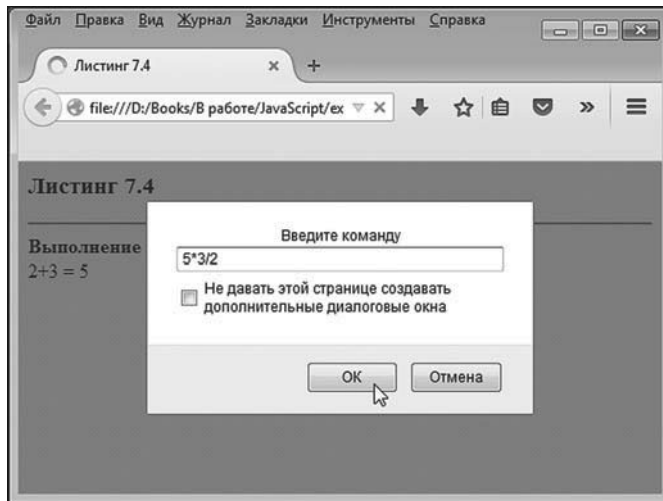 Файл Правка Вид Журнал Закладки Инструменты Справка
Листинг 7.4
file:///D:/Books/В работе/JavaScript/ex
Листинг 7.4
Введите команду
Выполнение
5*3/2
2+3 = 5
Не давать этой странице создавать
дополнительные диалоговые окна
ОК Отмена